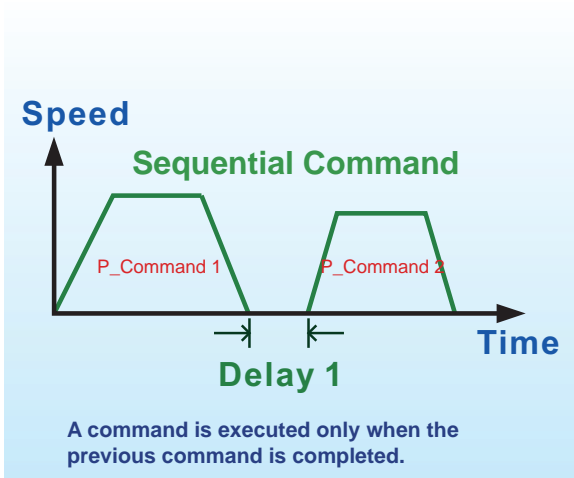 Speed
Sequential Command
P_Command 1
P_Command 2
Time
Delay 1
A command is executed only when the
previous command is completed.